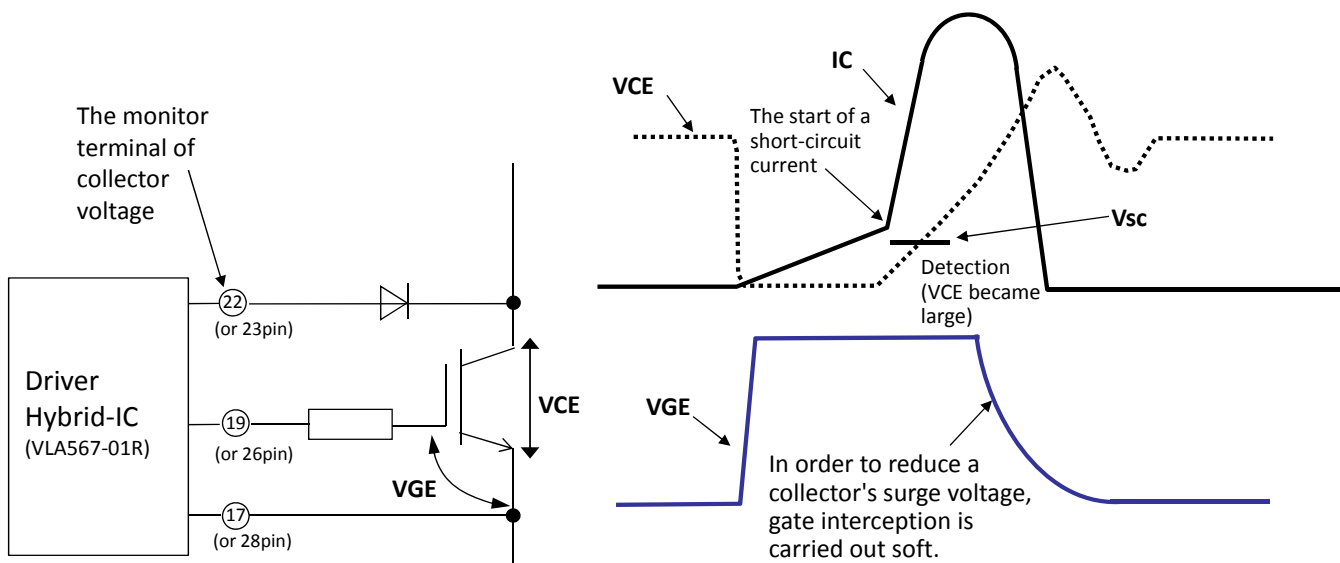 The monitor
terminal of
collector
voltage
22
(or 23pin)
Driver
Hybrid-IC
(VLA567-01R)
19
(or 26pin)
VCE
VGE
17
(or 28pin)
VCE
IC
The start of a
short-circuit
current
Vsc
Detection
(VCE became
large)
VGE
In order to reduce a
collector's surge voltage,
gate interception is
carried out soft.